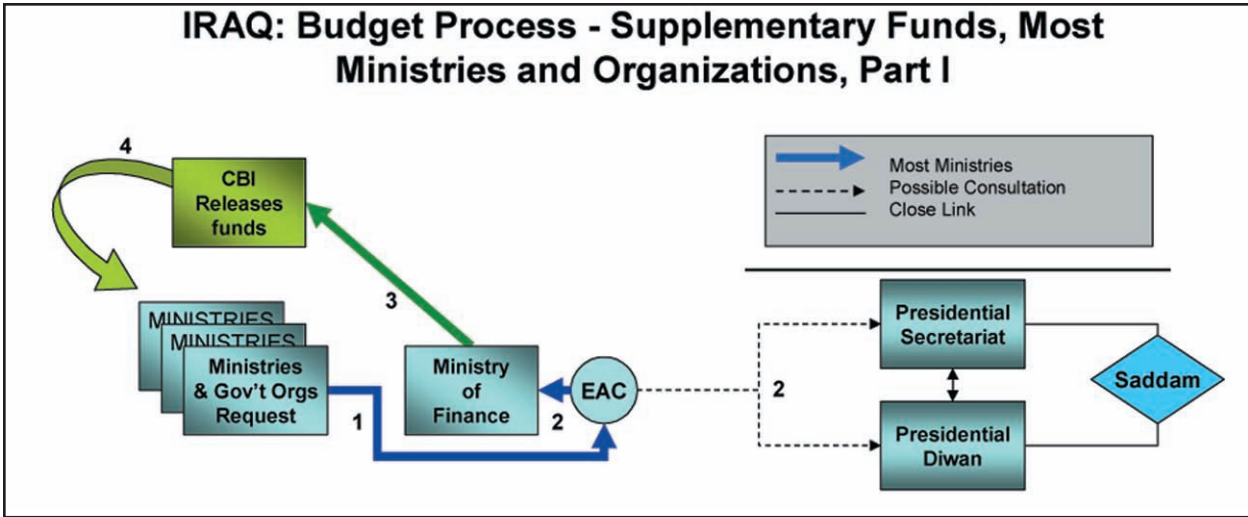 IRAQ: Budget Process - Supplementary Funds, Most
Ministries and Organizations, Part I
4
CBI
Releases
funds
Most Ministries
Possible Consultation
Close Link
3
MINISTRIES
MINISTRIES
Ministries
& Gov't Orgs
Request
1
Ministry
of
Finance
2
EAC
2
Presidential
Secretariat
Presidential
Diwan
Saddam